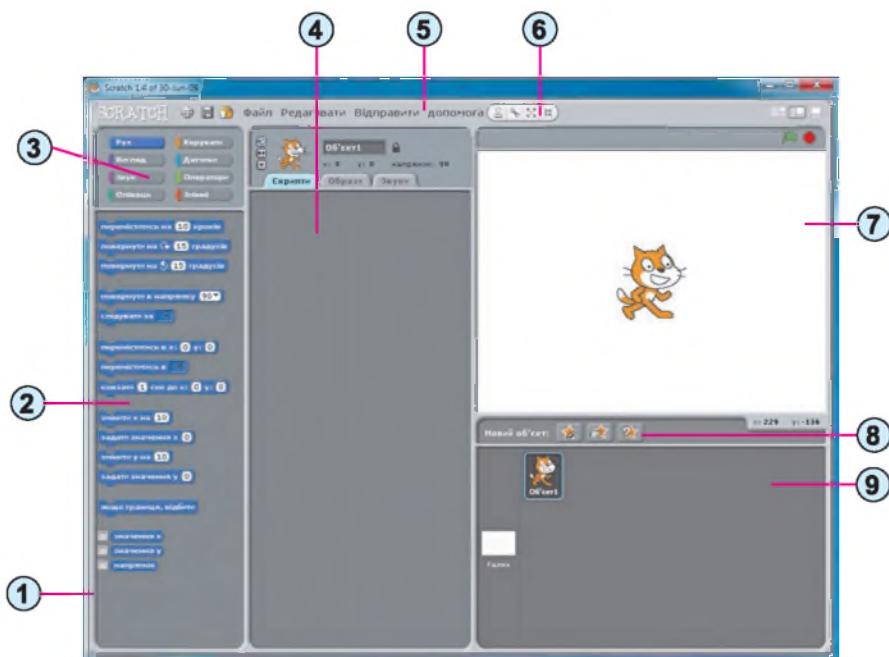 4 5 6
Scratch 1.4 of 30-Jun-09
SCRATCH Файл Редагувати Відправити допомога
3
Рух Керувати
Вигляд Датчики
Звук Оператори
Олівець Змінні
Об'єкт1
x: 0 y: 0 напрямок: 90
Скрипти Образи Звуки
7
переміститись на 10 кроків
повернути на 15 градусів
повернути на 15 градусів
повернути в напрямку 90
слідувати за
переміститись в x: 0 y: 0
переміститись в
ковзати 1 сек до x: 0 y: 0
2
змінити x на 10
задати значення x 0
змінити y на 10
задати значення y 0
якщо границя, відбити
значення x
значення y
напрямок
1
x: 229 y: -136
Новий об'єкт:
8
9
Об'єкт1